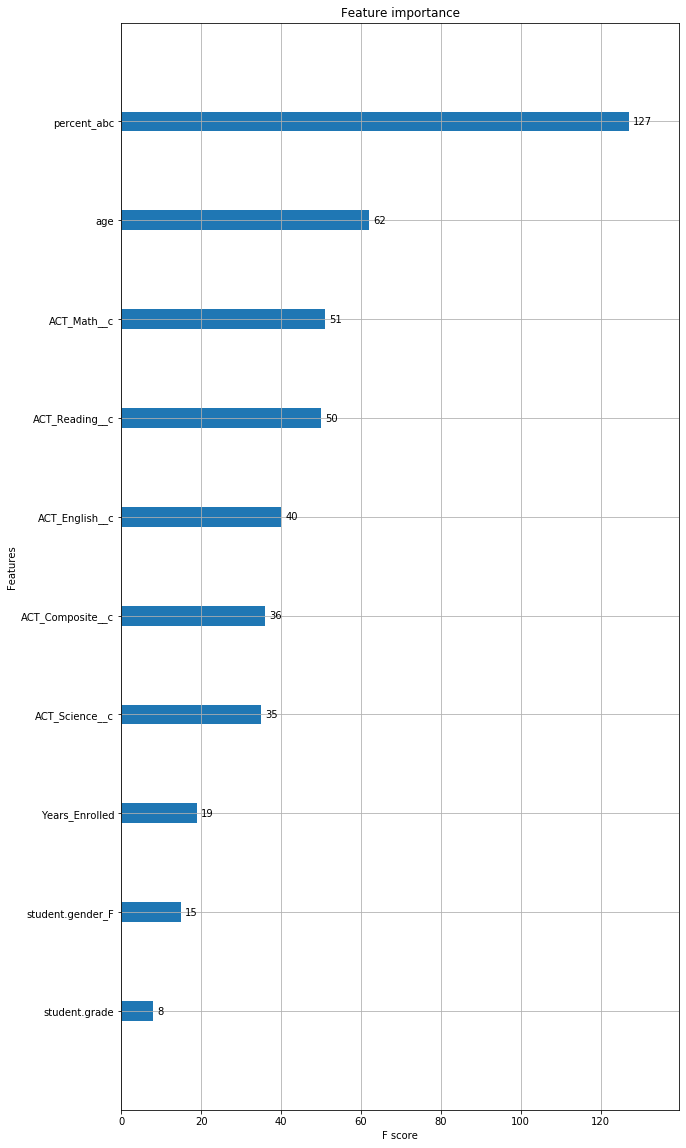 Feature importance
percent_abc 127
age 62
ACT_Math__c 51
ACT_Reading__c 50
ACT_English__c 40
Features
ACT_Composite__c 36
ACT_Science__c 35
Years_Enrolled 19
student.gender_F 15
student.grade 8
0 20 40 60 80 100 120
F score